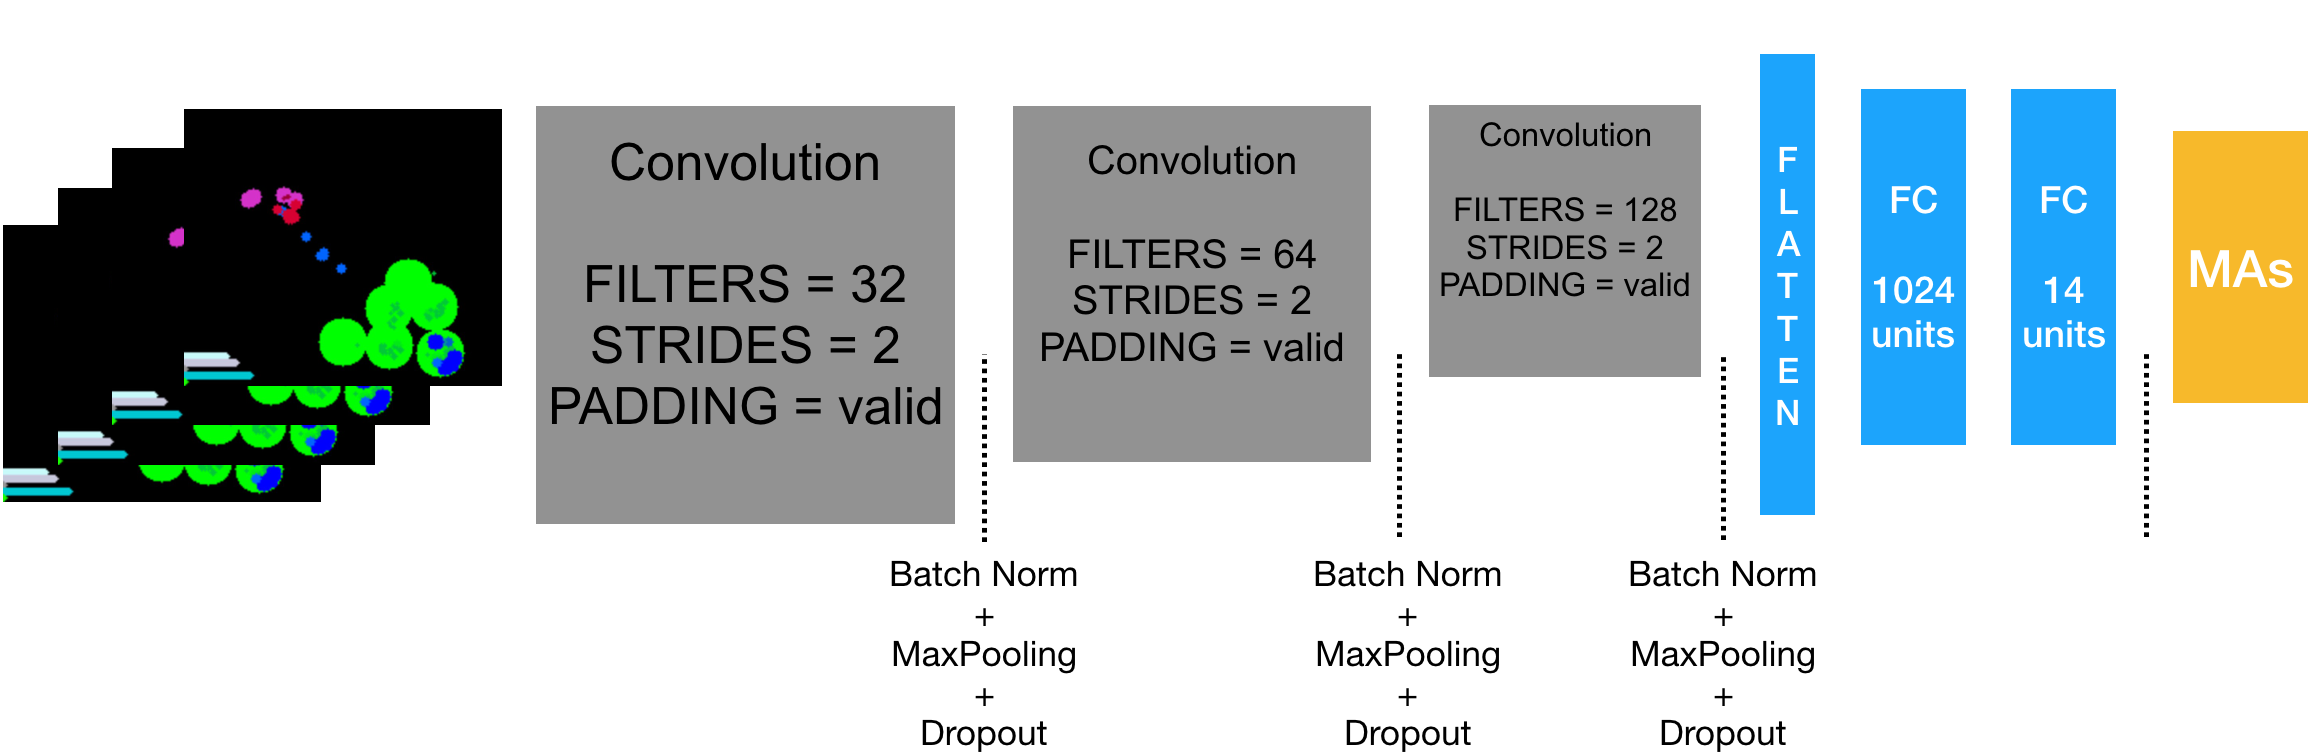 Convolution
FILTERS = 32
STRIDES = 2
PADDING = valid
Batch Norm
+
MaxPooling
+
Dropout
Convolution
FILTERS = 64
STRIDES = 2
PADDING = valid
Batch Norm
+
MaxPooling
+
Dropout
Convolution
FILTERS = 128
STRIDES = 2
PADDING = valid
Batch Norm
+
MaxPooling
+
Dropout
FLATTEN
FC
1024
units
FC
14
units
MAs